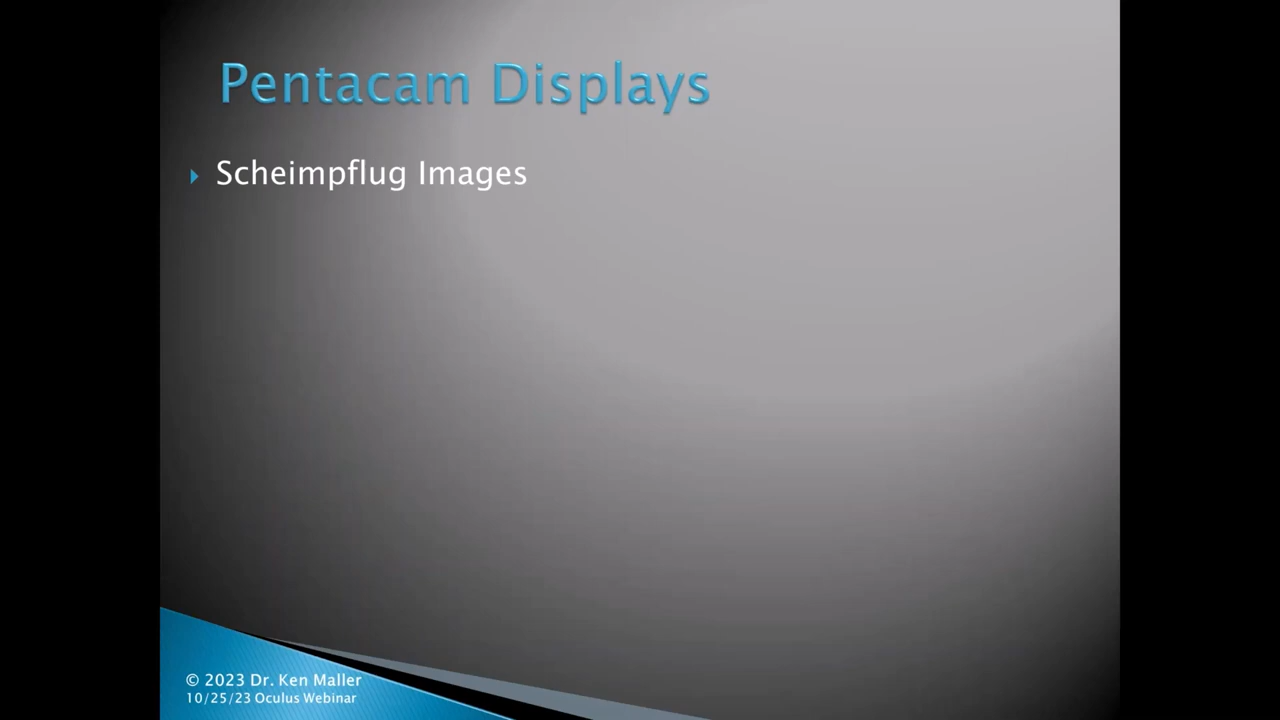 Pentacam Displays
Scheimpflug Images
© 2023 Dr. Ken Maller
10/25/23 Oculus Webinar